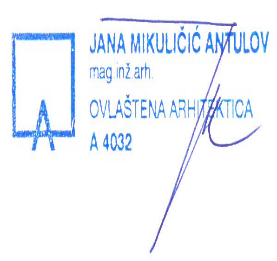 JANA MIKULIČIĆ ANTULOV
mag.inž.arh.
OVLAŠTENA ARHITEKTICA
A 4032